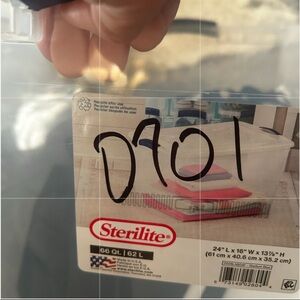 D701
Sterilite®
66 Qt. | 62 L
24" L x 16" W x 13⅞" H
(61 cm x 40.6 cm x 35.2 cm)